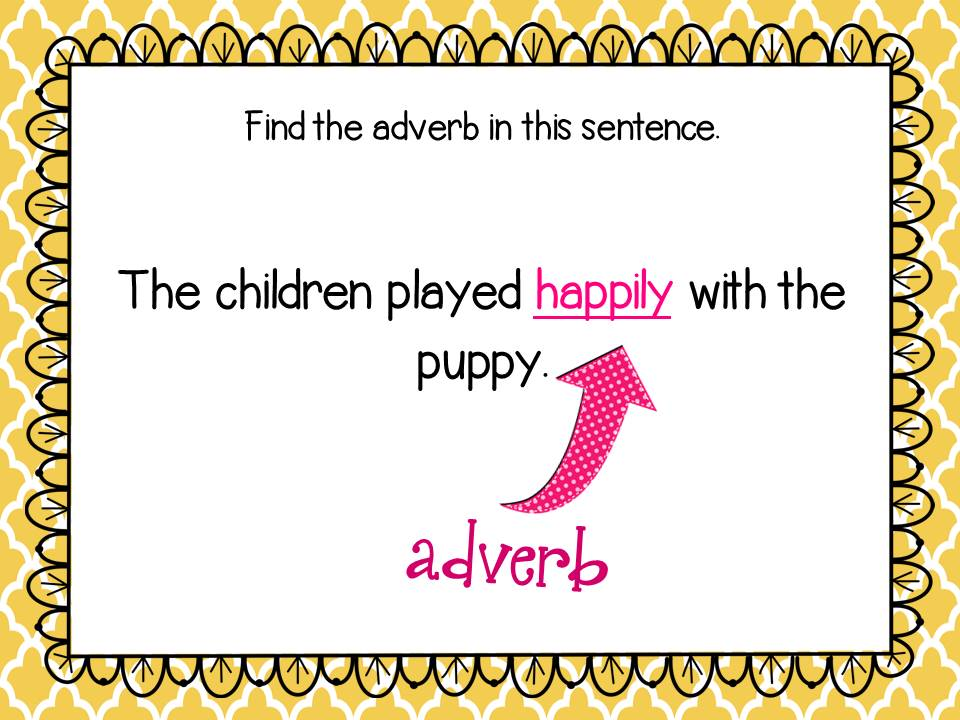 Find the adverb in this sentence.
The children played happily with the
puppy.
adverb